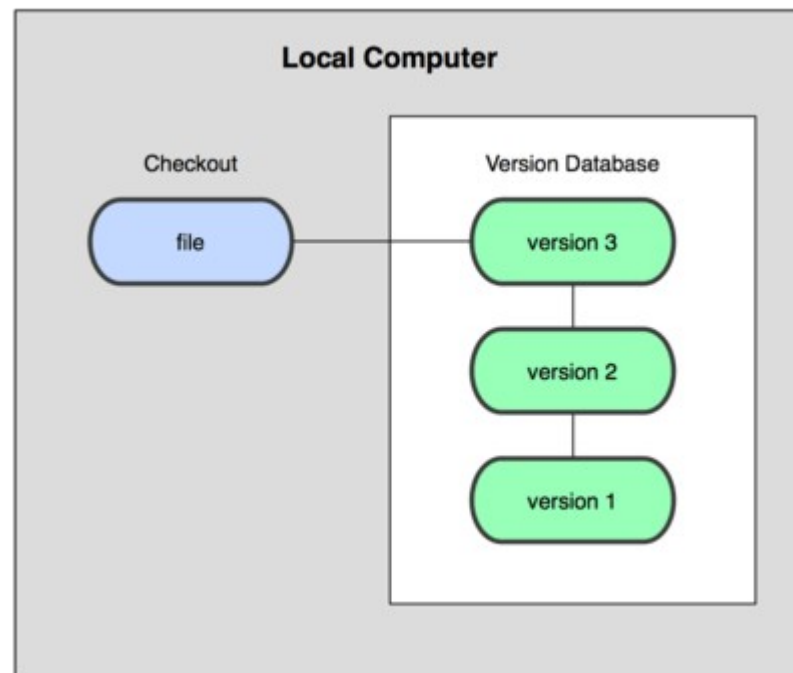 Local Computer
Checkout
Version Database
file
version 3
version 2
version 1